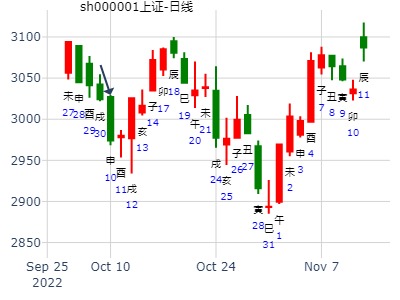 sh000001上证-日线
3100
3050
3000
2950
2900
2850
未
27
申
28
酉
29
戌
30
申
10
酉
11
戌
12
亥
13
子
14
卯
17
辰
18
巳
19
午
20
未
21
戌
24
亥
25
子
26
丑
27
寅
28
巳
31
午
1
未
2
申
3
酉
4
子
7
丑
8
寅
9
卯
10
辰
11
Sep 25
2022
Oct 10
Oct 24
Nov 7